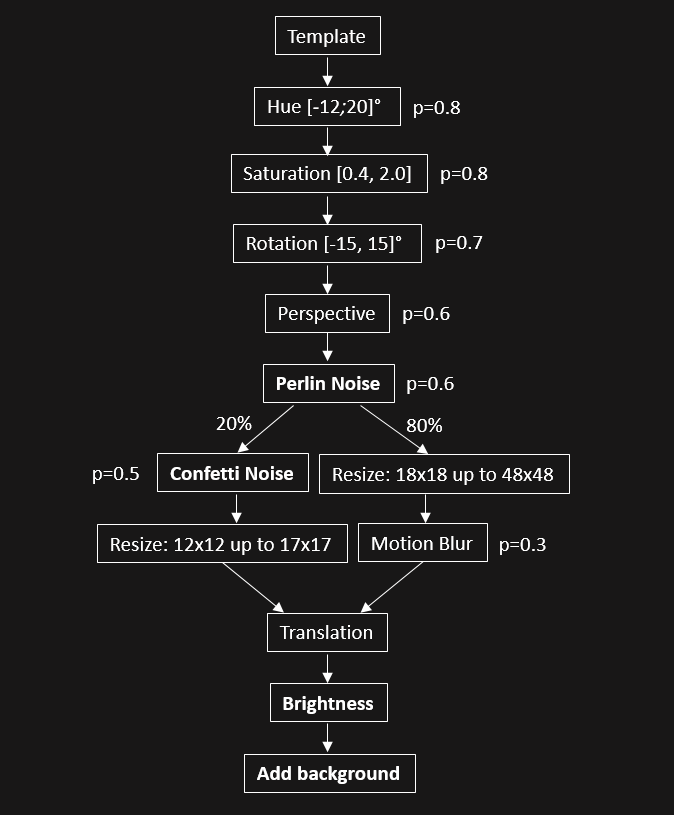 Template
Hue [-12;20]° p=0.8
Saturation [0.4, 2.0] p=0.8
Rotation [-15, 15]° p=0.7
Perspective p=0.6
Perlin Noise p=0.6
20% 80%
p=0.5 Confetti Noise Resize: 18x18 up to 48x48
Resize: 12x12 up to 17x17 Motion Blur p=0.3
Translation
Brightness
Add background